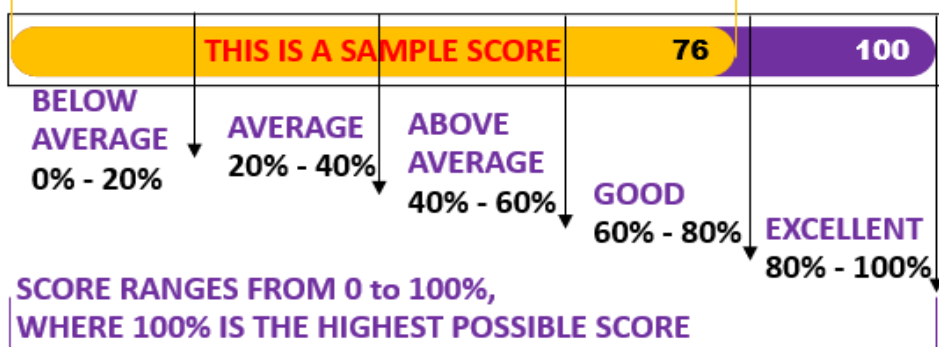 THIS IS A SAMPLE SCORE 76 100
BELOW
AVERAGE
0% - 20%
AVERAGE
20% - 40%
ABOVE
AVERAGE
40% - 60%
GOOD
60% - 80%
EXCELLENT
80% - 100%
SCORE RANGES FROM 0 to 100%,
WHERE 100% IS THE HIGHEST POSSIBLE SCORE